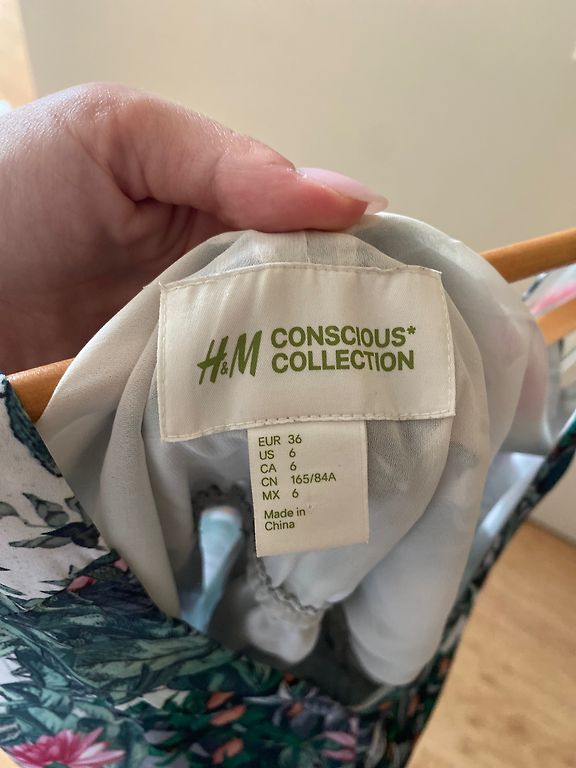 H&M CONSCIOUS*
COLLECTION
EUR 36
US 6
CA 6
CN 165/84A
MX 6
Made in
China